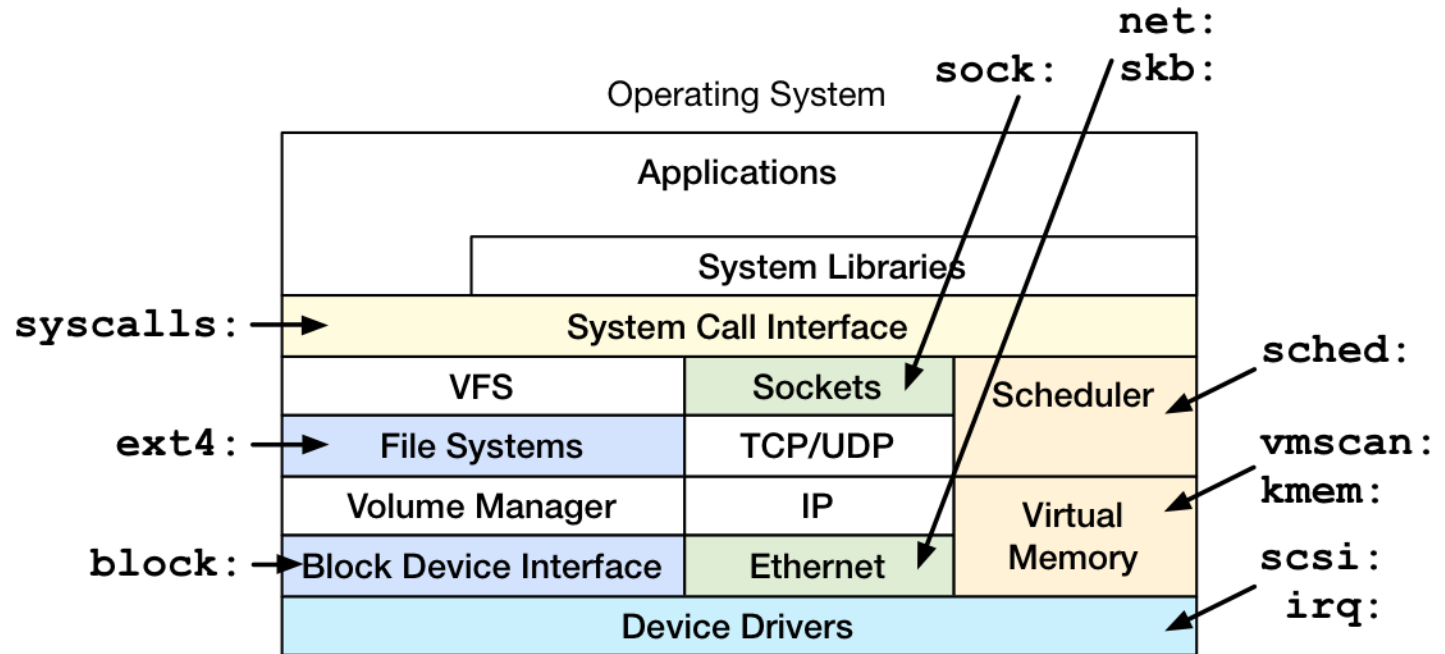 net:
sock: skb:
Operating System
Applications
System Libraries
syscalls: System Call Interface
VFS Sockets Scheduler sched:
ext4: File Systems TCP/UDP vmscan:
Volume Manager IP kmem:
Virtual
Memory
block: Block Device Interface Ethernet scsi:
Device Drivers irq: